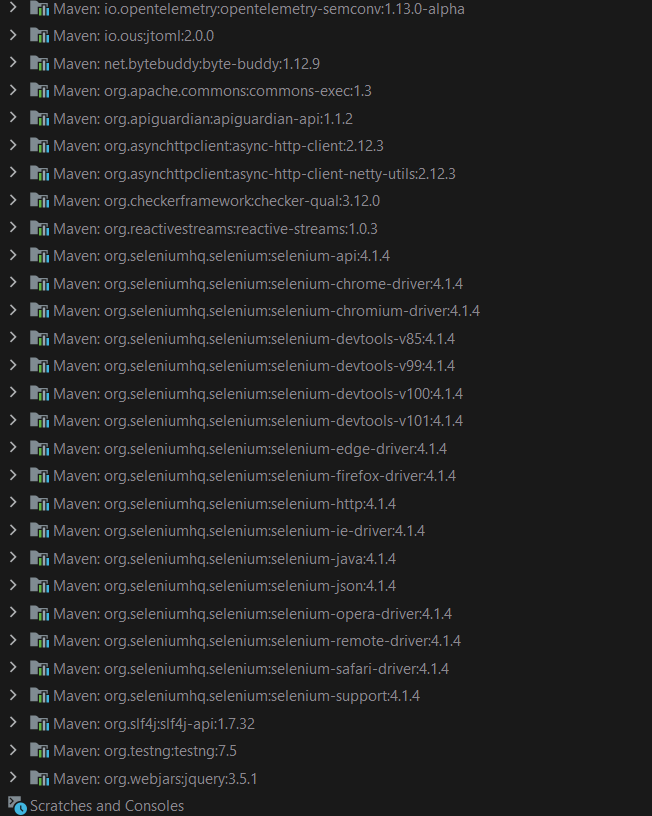 Maven: io.opentelemetry:opentelemetry-semconv:1.13.0-alpha
Maven: io.ous:jtoml:2.0.0
Maven: net.bytebuddy:byte-buddy:1.12.9
Maven: org.apache.commons:commons-exec:1.3
Maven: org.apiguardian:apiguardian-api:1.1.2
Maven: org.asynchttpclient:async-http-client:2.12.3
Maven: org.asynchttpclient:async-http-client-netty-utils:2.12.3
Maven: org.checkerframework:checker-qual:3.12.0
Maven: org.reactivestreams:reactive-streams:1.0.3
Maven: org.seleniumhq.selenium:selenium-api:4.1.4
Maven: org.seleniumhq.selenium:selenium-chrome-driver:4.1.4
Maven: org.seleniumhq.selenium:selenium-chromium-driver:4.1.4
Maven: org.seleniumhq.selenium:selenium-devtools-v85:4.1.4
Maven: org.seleniumhq.selenium:selenium-devtools-v99:4.1.4
Maven: org.seleniumhq.selenium:selenium-devtools-v100:4.1.4
Maven: org.seleniumhq.selenium:selenium-devtools-v101:4.1.4
Maven: org.seleniumhq.selenium:selenium-edge-driver:4.1.4
Maven: org.seleniumhq.selenium:selenium-firefox-driver:4.1.4
Maven: org.seleniumhq.selenium:selenium-http:4.1.4
Maven: org.seleniumhq.selenium:selenium-ie-driver:4.1.4
Maven: org.seleniumhq.selenium:selenium-java:4.1.4
Maven: org.seleniumhq.selenium:selenium-json:4.1.4
Maven: org.seleniumhq.selenium:selenium-opera-driver:4.1.4
Maven: org.seleniumhq.selenium:selenium-remote-driver:4.1.4
Maven: org.seleniumhq.selenium:selenium-safari-driver:4.1.4
Maven: org.seleniumhq.selenium:selenium-support:4.1.4
Maven: org.slf4j:slf4j-api:1.7.32
Maven: org.testng:testng:7.5
Maven: org.webjars:jquery:3.5.1
Scratches and Consoles